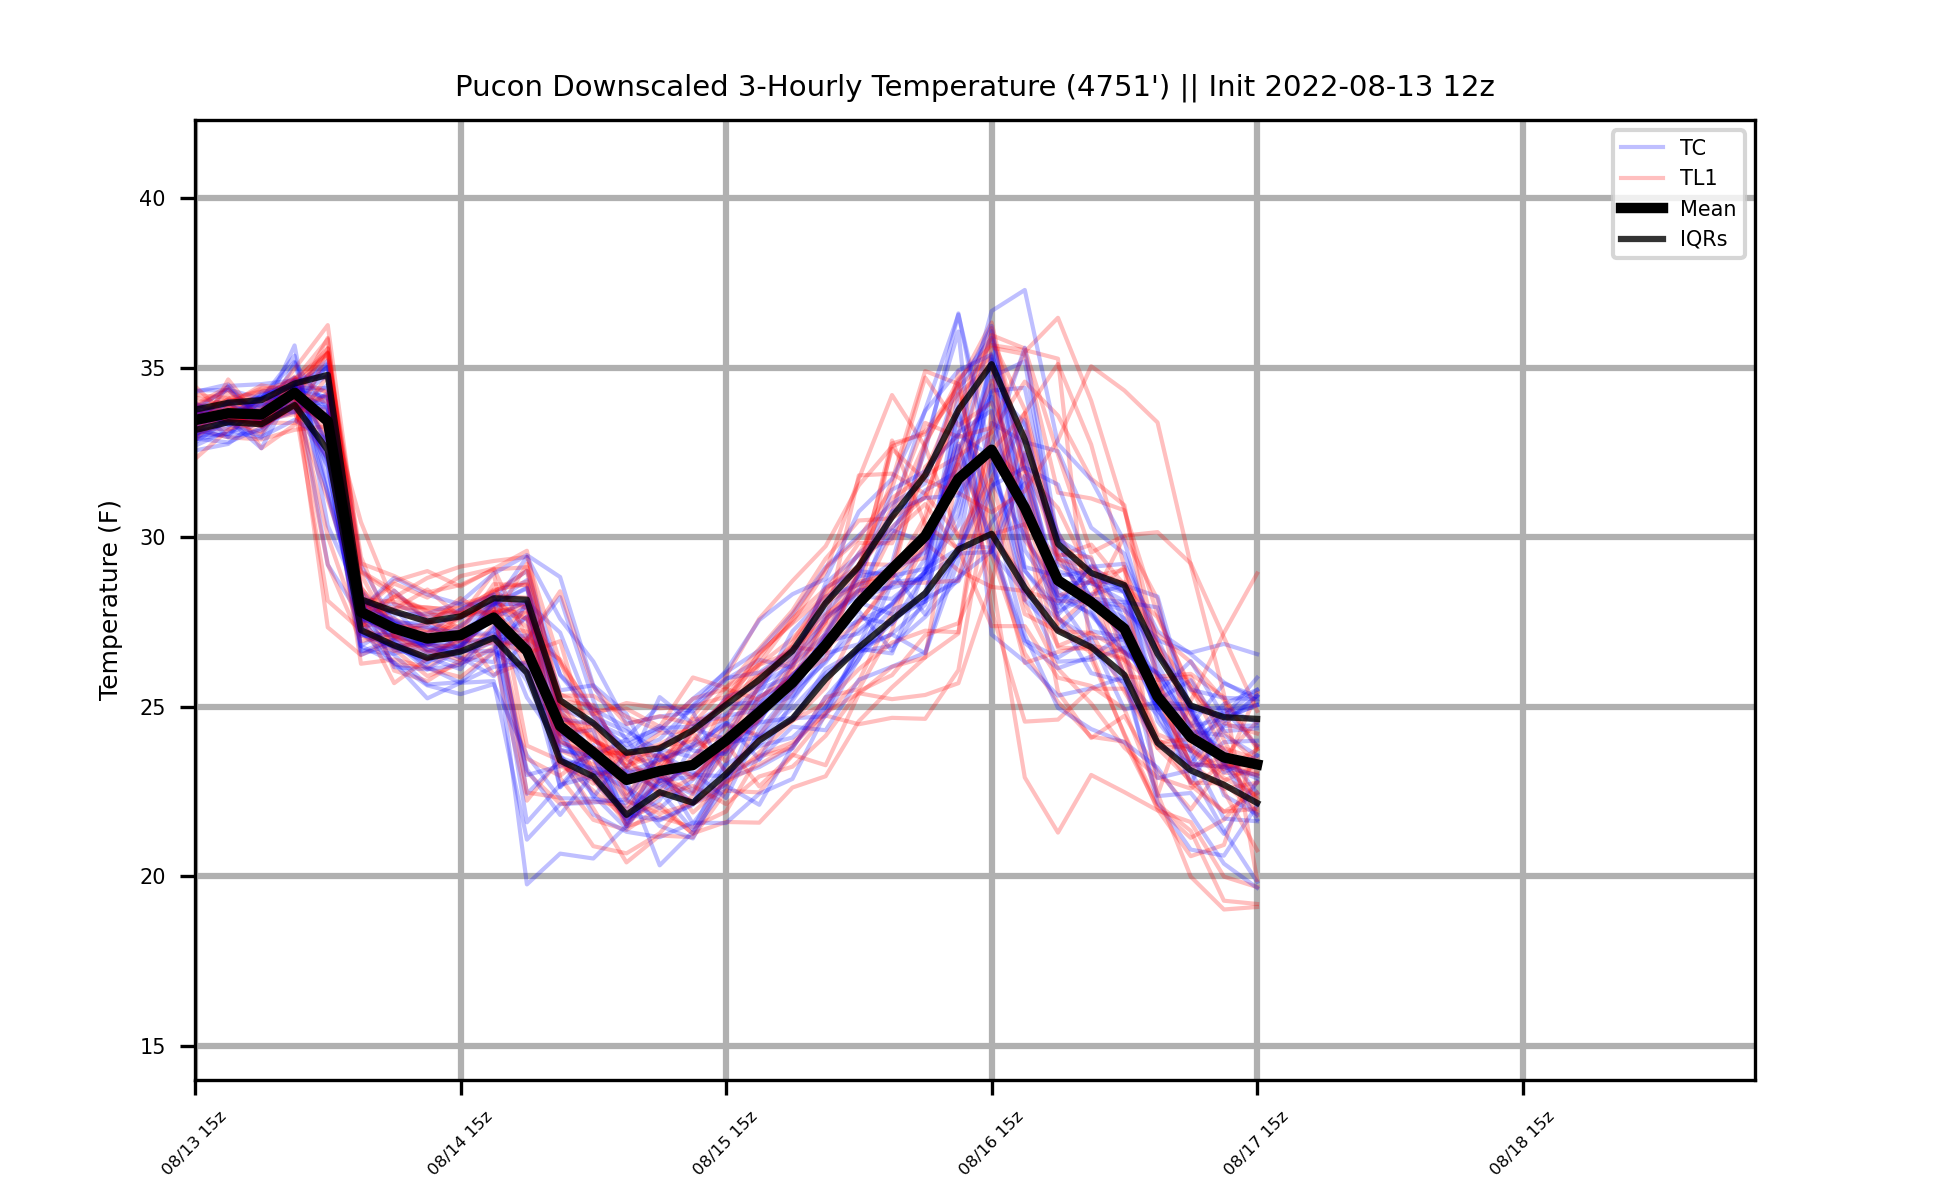 Pucon Downscaled 3-Hourly Temperature (4751') || Init 2022-08-13 12z
TC
TL1
Mean
IQRs
Temperature (F)
40
35
30
25
20
15
08/13 15z
08/14 15z
08/15 15z
08/16 15z
08/17 15z
08/18 15z